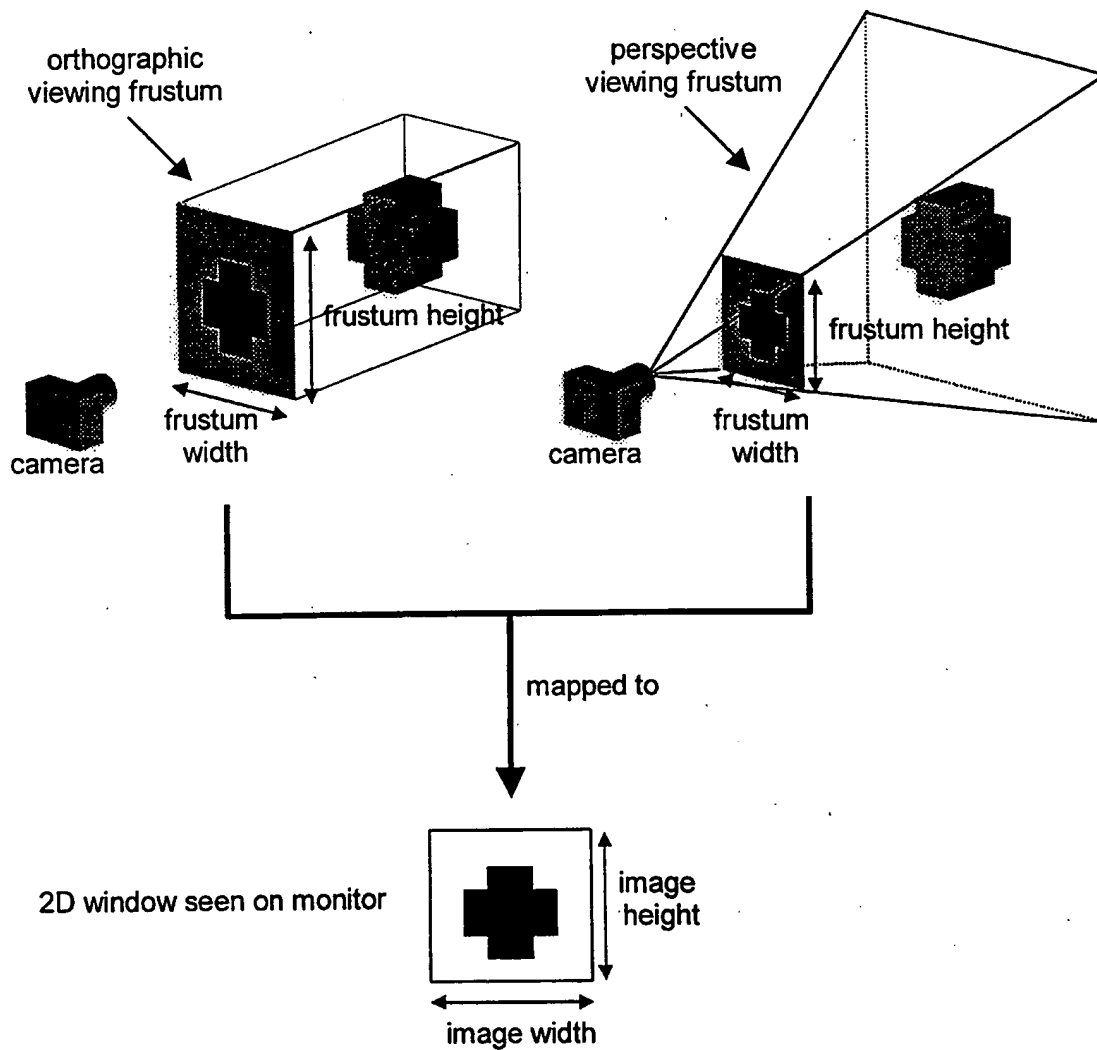 orthographic
viewing frustum
perspective
viewing frustum
frustum height
frustum height
frustum
width
camera
frustum
width
camera
mapped to
2D window seen on monitor
image
height
image width